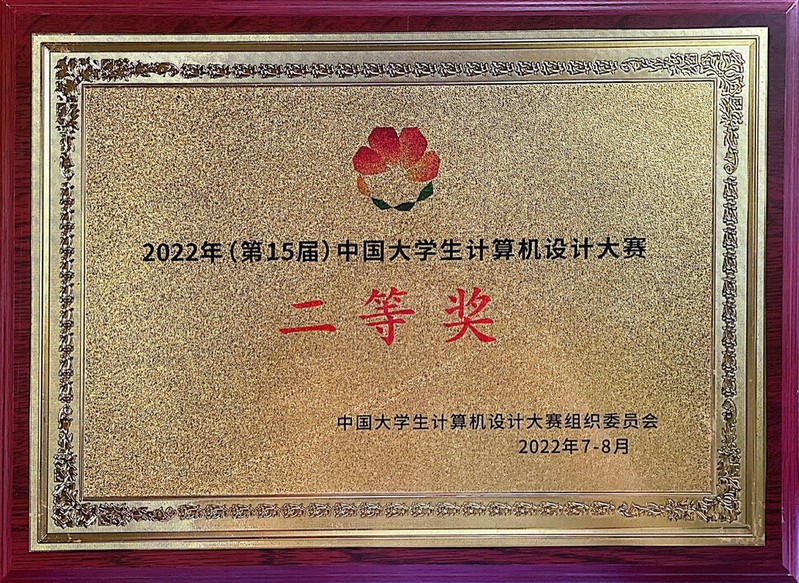 2022年(第15届)中国大学生计算机设计大赛
二等奖
中国大学生计算机设计大赛组织委员会
2022年7-8月